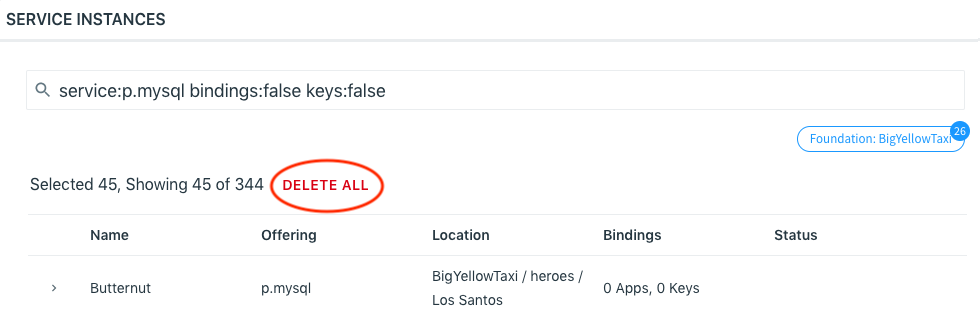 SERVICE INSTANCES
service:p.mysql bindings:false keys:false
26
Foundation: BigYellowTaxi
Selected 45, Showing 45 of 344 DELETE ALL
Name Offering Location Bindings Status
Butternut p.mysql BigYellowTaxi / heroes / 0 Apps, 0 Keys
Los Santos